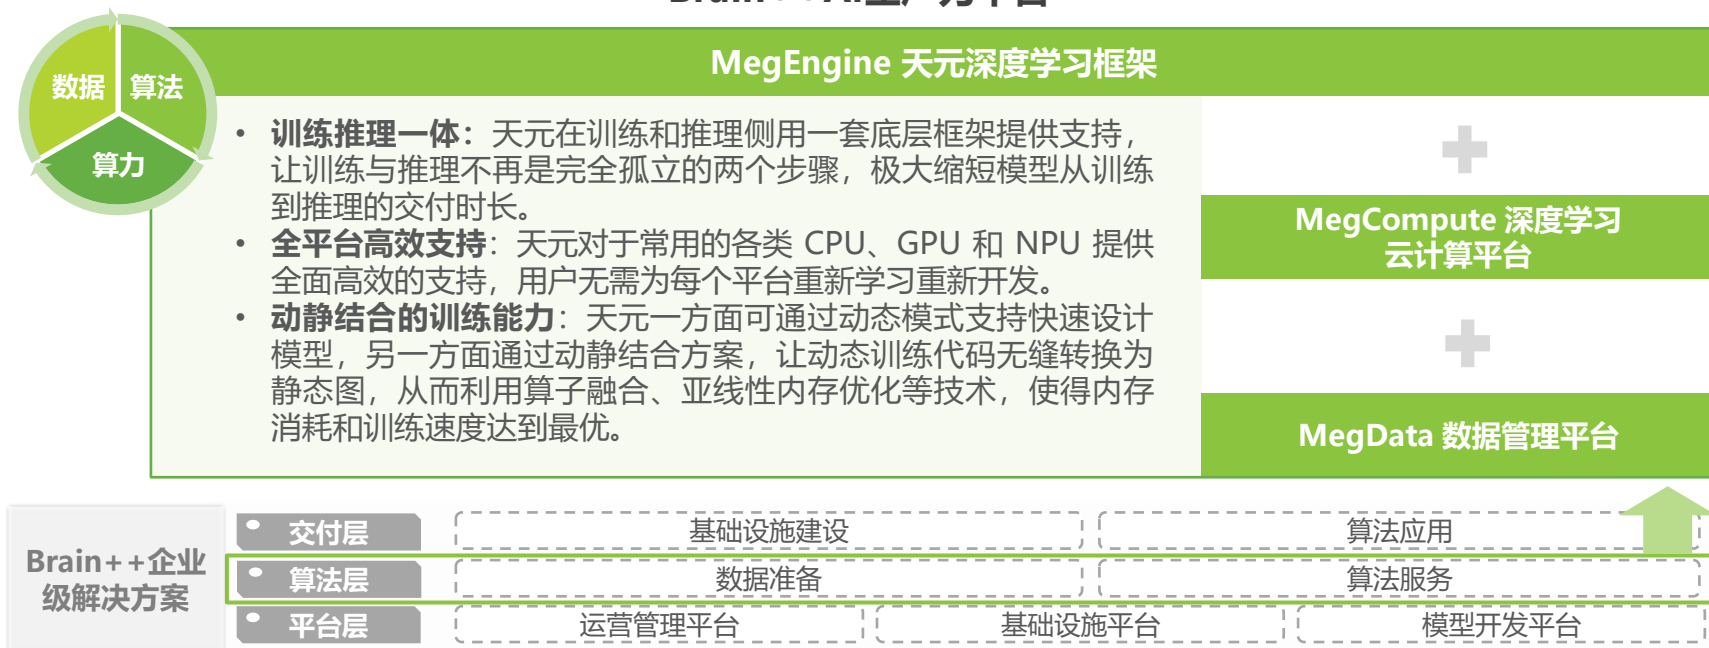 MegEngine 天元深度学习框架
数据
算法
算力
• 训练推理一体：天元在训练和推理侧用一套底层框架提供支持，
让训练与推理不再是完全孤立的两个步骤，极大缩短模型从训练
到推理的交付时长。
• 全平台高效支持：天元对于常用的各类 CPU、GPU 和 NPU 提供
全面高效的支持，用户无需为每个平台重新学习重新开发。
• 动静结合的训练能力：天元一方面可通过动态模式支持快速设计
模型，另一方面通过动静结合方案，让动态训练代码无缝转换为
静态图，从而利用算子融合、亚线性内存优化等技术，使得内存
消耗和训练速度达到最优。
MegCompute 深度学习
云计算平台
MegData 数据管理平台
Brain++企业
级解决方案
交付层
基础设施建设
算法应用
算法层
数据准备
算法服务
平台层
运营管理平台
基础设施平台
模型开发平台